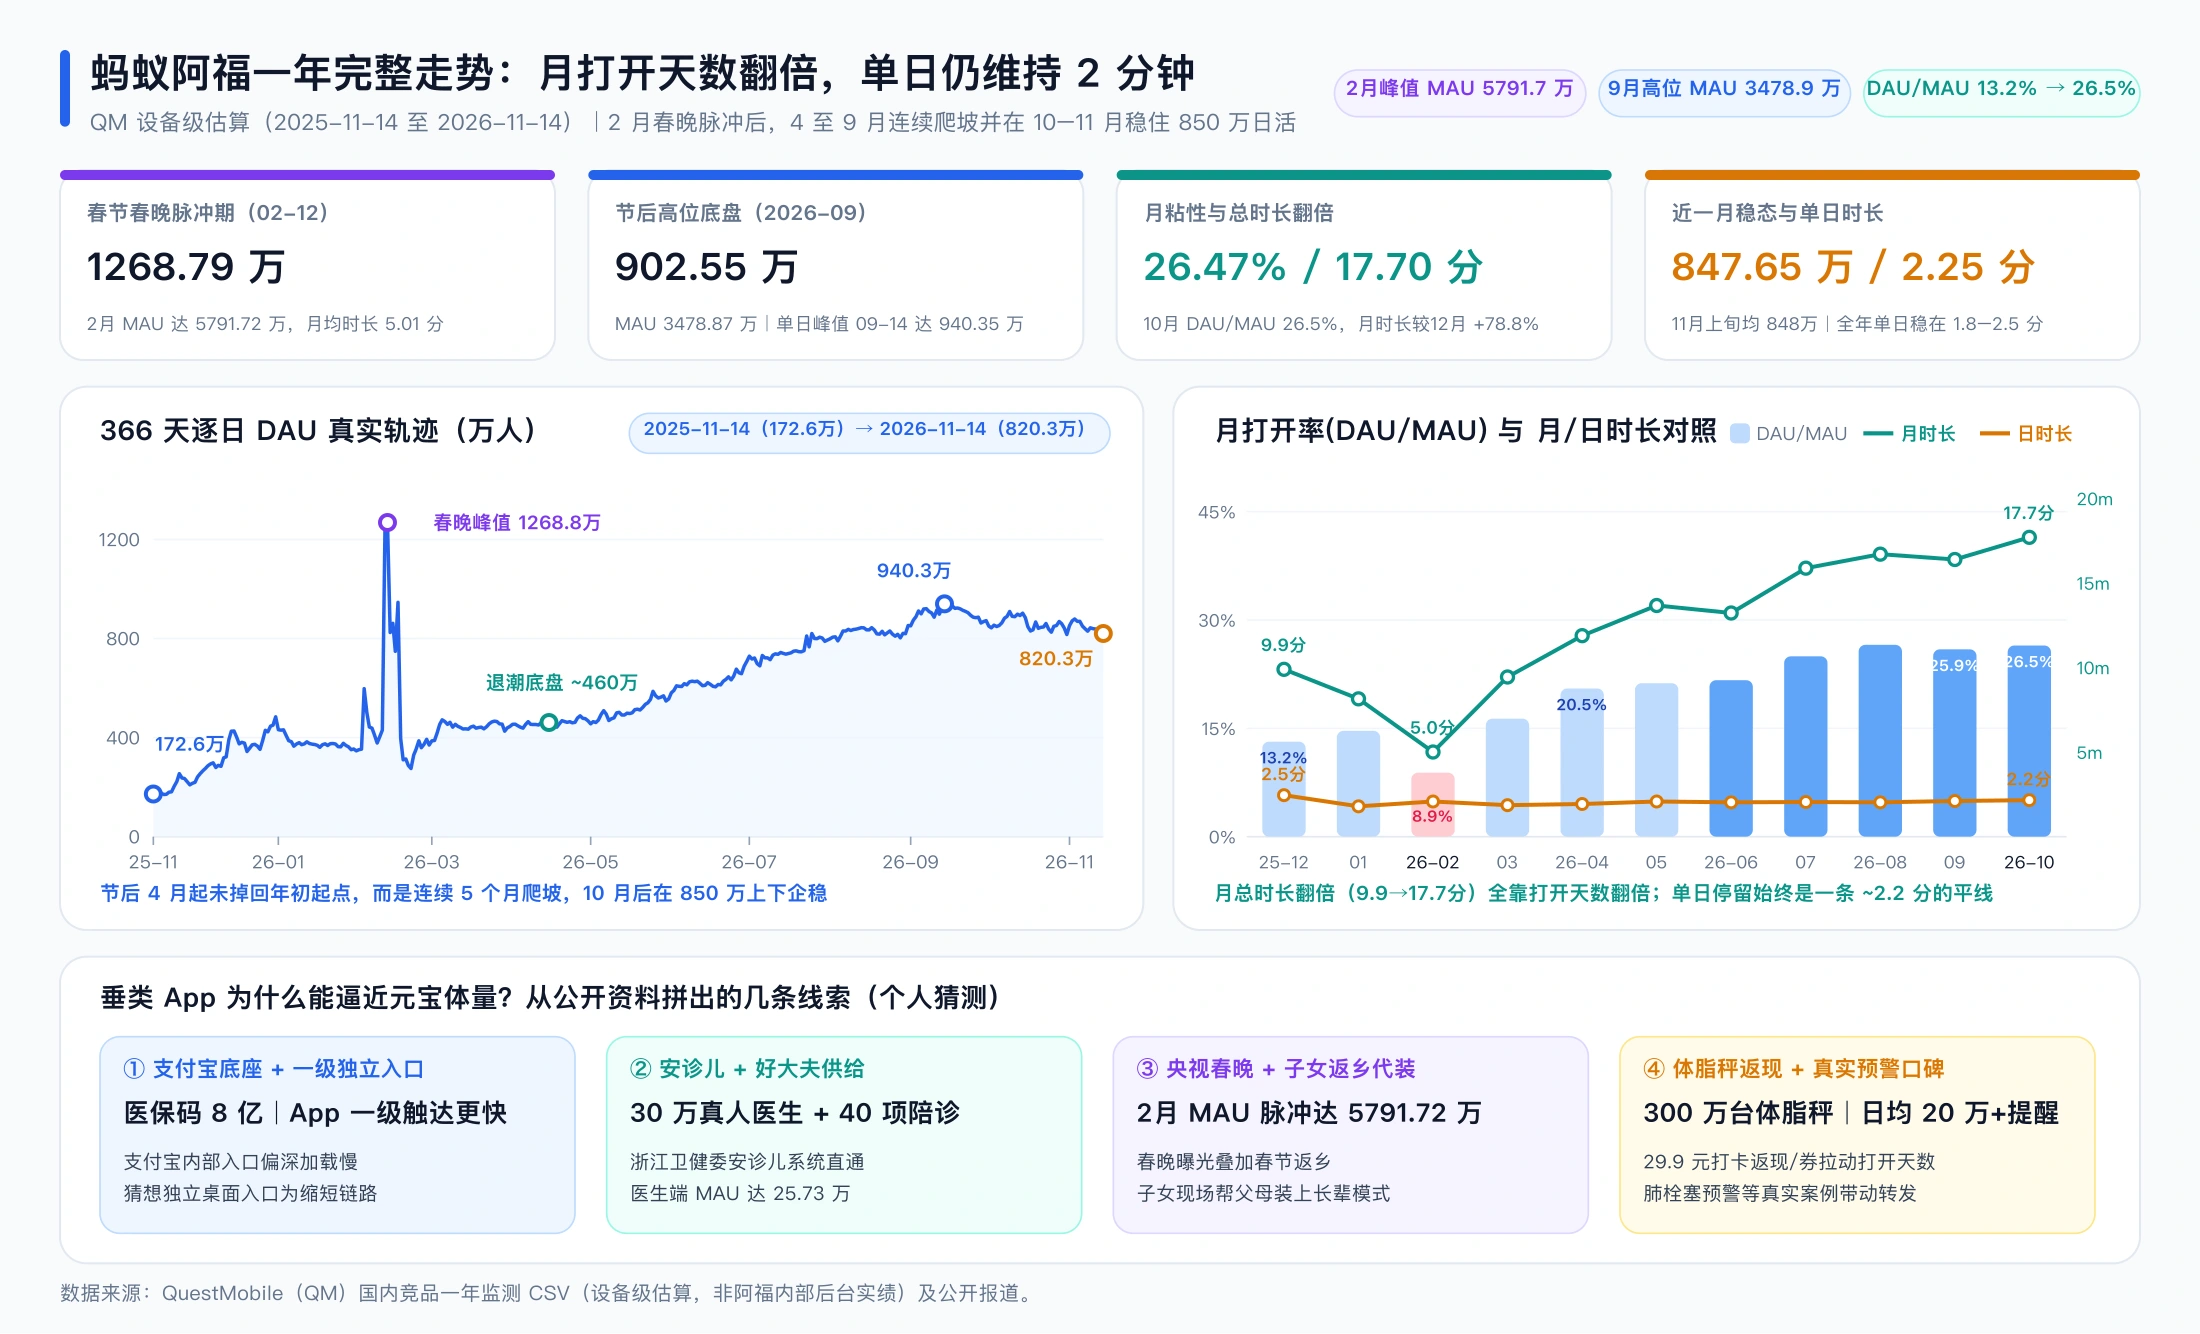 蚂蚁阿福一年完整走势：月打开天数翻倍，单日仍维持 2 分钟
QM 设备级估算（2025-11-14 至 2026-11-14）｜2 月春晚脉冲后，4 至 9 月连续爬坡并在 10—11 月稳住 850 万日活
2月峰值 MAU 5791.7 万
9月高位 MAU 3478.9 万
DAU/MAU 13.2% → 26.5%
春节春晚脉冲期（02-12）
1268.79 万
2月 MAU 达 5791.72 万，月均时长 5.01 分
节后高位底盘（2026-09）
902.55 万
MAU 3478.87 万｜单日峰值 09-14 达 940.35 万
月粘性与总时长翻倍
26.47% / 17.70 分
10月 DAU/MAU 26.5%，月时长较12月 +78.8%
近一月稳态与单日时长
847.65 万 / 2.25 分
11月上旬均 848万｜全年单日稳在 1.8—2.5 分
366 天逐日 DAU 真实轨迹（万人）
2025-11-14（172.6万）→ 2026-11-14（820.3万）
1200
800
400
0
春晚峰值 1268.8万
940.3万
820.3万
退潮底盘 ~460万
172.6万
25-11
26-01
26-03
26-05
26-07
26-09
26-11
节后 4 月起未掉回年初起点，而是连续 5 个月爬坡，10 月后在 850 万上下企稳
月打开率(DAU/MAU) 与 月/日时长对照
DAU/MAU
月时长
日时长
45%
30%
15%
0%
20m
15m
10m
5m
9.9分
5.0分
17.7分
13.2%
2.5分
8.9%
20.5%
25.9%
26.5%
2.2分
25-12
01
26-02
03
26-04
05
26-06
07
26-08
09
26-10
月总时长翻倍（9.9→17.7分）全靠打开天数翻倍；单日停留始终是一条 ~2.2 分的平线
垂类 App 为什么能逼近元宝体量？从公开资料拼出的几条线索（个人猜测）
① 支付宝底座 + 一级独立入口
医保码 8 亿｜App 一级触达更快
支付宝内部入口偏深加载慢
猜想独立桌面入口为缩短链路
② 安诊儿 + 好大夫供给
30 万真人医生 + 40 项陪诊
浙江卫健委安诊儿系统直通
医生端 MAU 达 25.73 万
③ 央视春晚 + 子女返乡代装
2月 MAU 脉冲达 5791.72 万
春晚曝光叠加春节返乡
子女现场帮父母装上长辈模式
④ 体脂秤返现 + 真实预警口碑
300 万台体脂秤｜日均 20 万+提醒
29.9 元打卡返现/券拉动打开天数
肺栓塞预警等真实案例带动转发
数据来源：QuestMobile（QM）国内竞品一年监测 CSV（设备级估算，非阿福内部后台实绩）及公开报道。